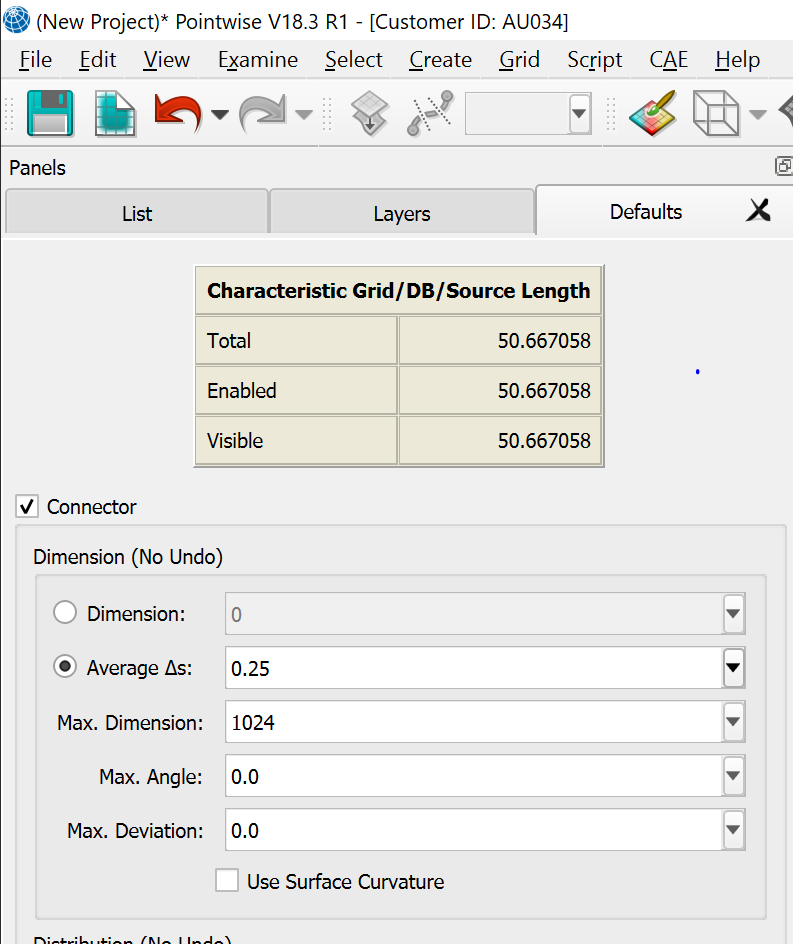 (New Project)* Pointwise V18.3 R1 - [Customer ID: AU034]
File Edit View Examine Select Create Grid Script CAE Help
Panels
List Layers Defaults
Characteristic Grid/DB/Source Length
Total 50.667058
Enabled 50.667058
Visible 50.667058
Connector
Dimension (No Undo)
Dimension: 0
Average Δs: 0.25
Max. Dimension: 1024
Max. Angle: 0.0
Max. Deviation: 0.0
Use Surface Curvature
Distribution (No Undo)